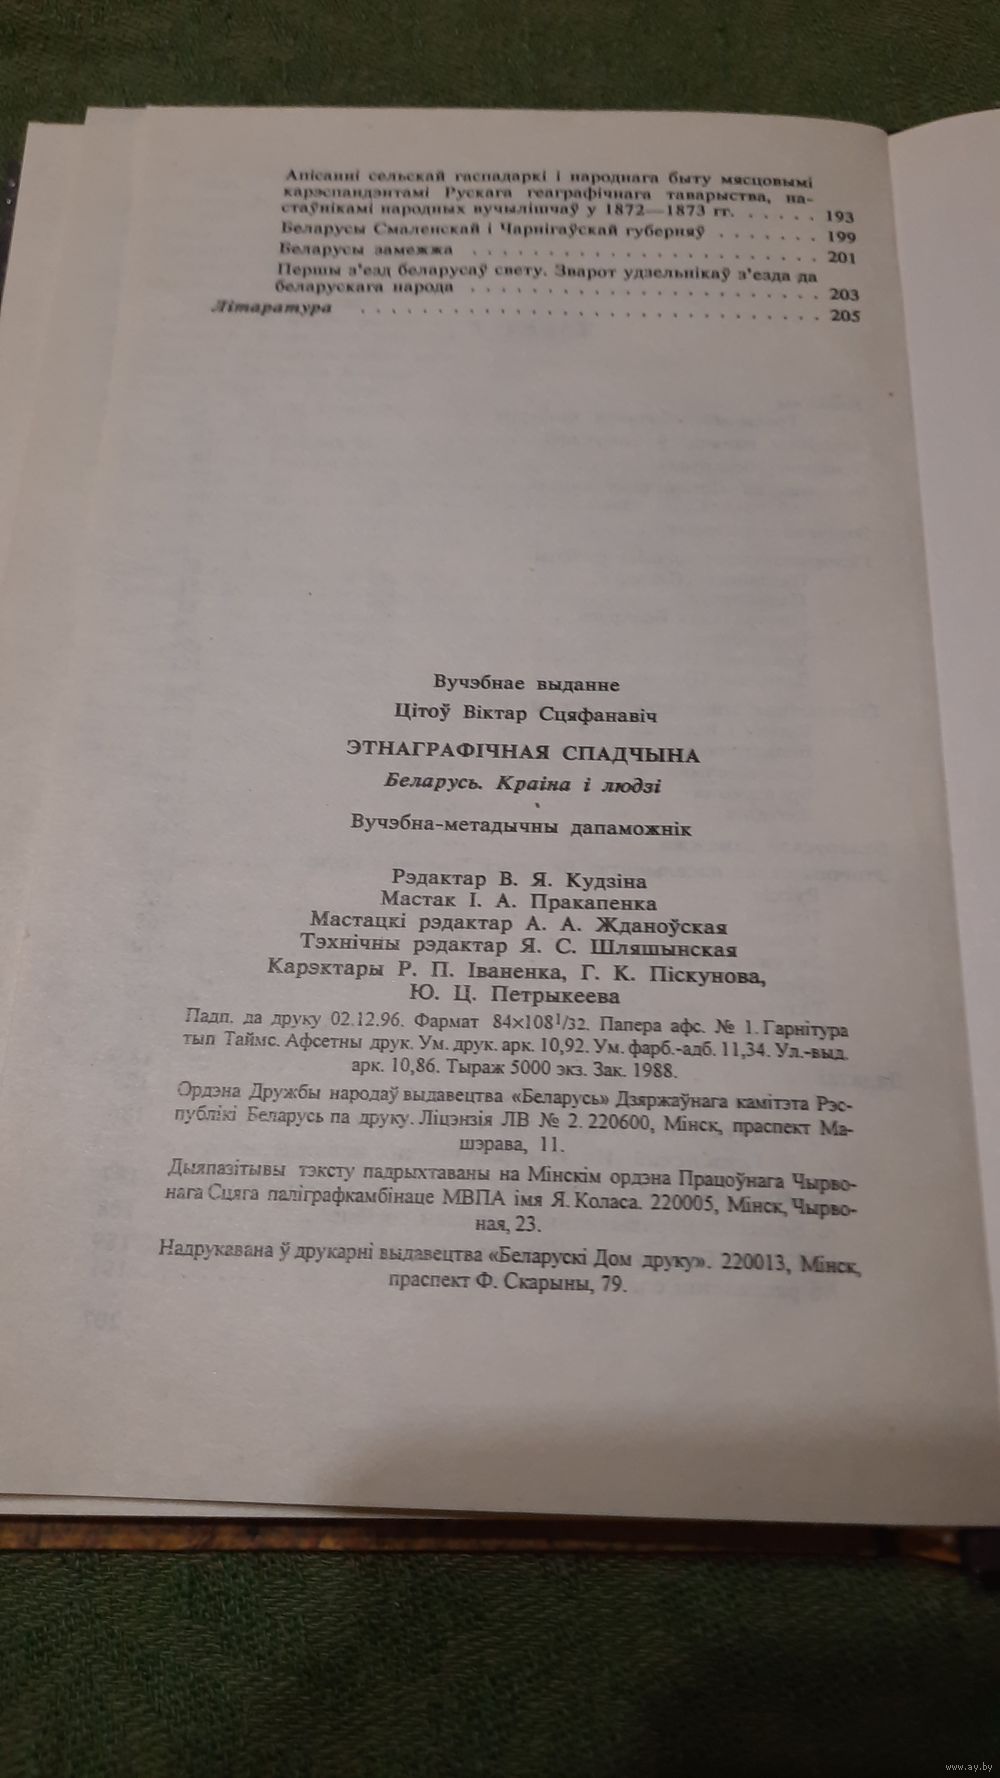 Апісанні сельскай гаспадаркі і народнага быту мясцовымі
карэспандэнтамі Рускага геаграфічнага таварыства, на-
стаўнікамі народных вучылішчаў у 1872—1873 гг. . . . . . 193
Беларусы Смаленскай і Чарнігаўскай губерняў . . . . . . . 199
Беларусы замежжа . . . . . . . . . . . . . . . . . . . . . . . 201
Першы з'езд беларусаў свету. Зварот удзельнікаў з'езда да
беларускага народа . . . . . . . . . . . . . . . . . . . . . . . 203
Літаратура . . . . . . . . . . . . . . . . . . . . . . . . . . . . . . 205
Вучэбнае выданне
Цітоў Віктар Сцяфанавіч
ЭТНАГРАФІЧНАЯ СПАДЧЫНА
Беларусь. Краіна і людзі
Вучэбна-метадычны дапаможнік
Рэдактар В. Я. Кудзіна
Мастак І. А. Пракапенка
Мастацкі рэдактар А. А. Жданоўская
Тэхнічны рэдактар Я. С. Шляшынская
Карэктары Р. П. Іваненка, Г. К. Піскунова,
Ю. Ц. Петрыкеева
Падп. да друку 02.12.96. Фармат 84×108 1/32. Папера афс. № 1. Гарнітура
тып Таймс. Афсетны друк. Ум. друк. арк. 10,92. Ум. фарб.-адб. 11,34. Ул.-выд.
арк. 10,86. Тыраж 5000 экз. Зак. 1988.
Ордэна Дружбы народаў выдавецтва «Беларусь» Дзяржаўнага камітэта Рэс-
публікі Беларусь па друку. Ліцэнзія ЛВ № 2. 220600, Мінск, праспект Ма-
шэрава, 11.
Дыяпазітывы тэксту падрыхтаваны на Мінскім ордэна Працоўнага Чырво-
нага Сцяга паліграфкамбінаце МВПА імя Я. Коласа. 220005, Мінск, Чырво-
ная, 23.
Надрукавана ў друкарні выдавецтва «Беларускі Дом друку». 220013, Мінск,
праспект Ф. Скарыны, 79.
www.ay.by